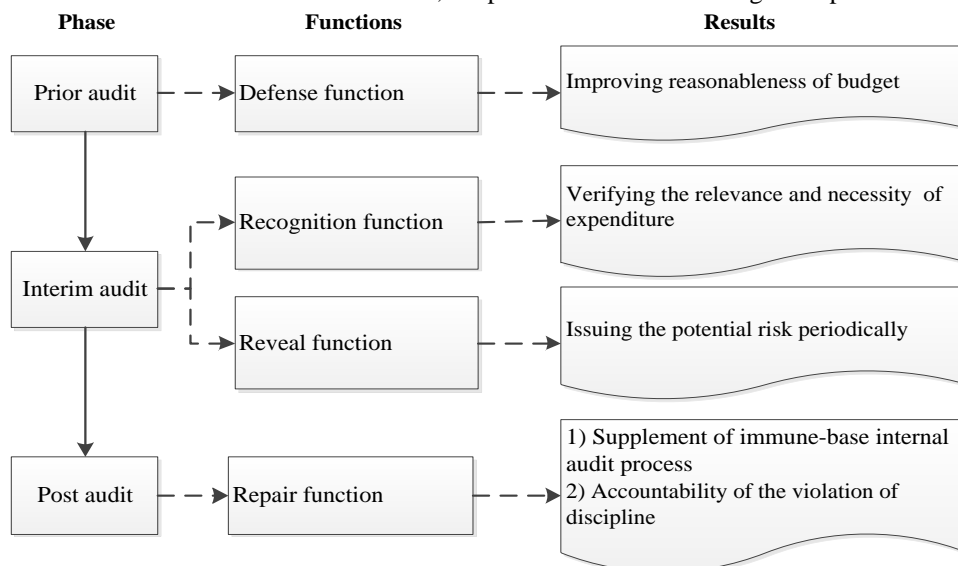 Phase Functions Results
Prior audit Defense function Improving reasonableness of budget
Recognition function
Verifying the relevance and necessity of
expenditure
Interim audit
Reveal function Issuing the potential risk periodically
Post audit Repair function
1) Supplement of immune-base internal
audit process
2) Accountability of the violation of
discipline